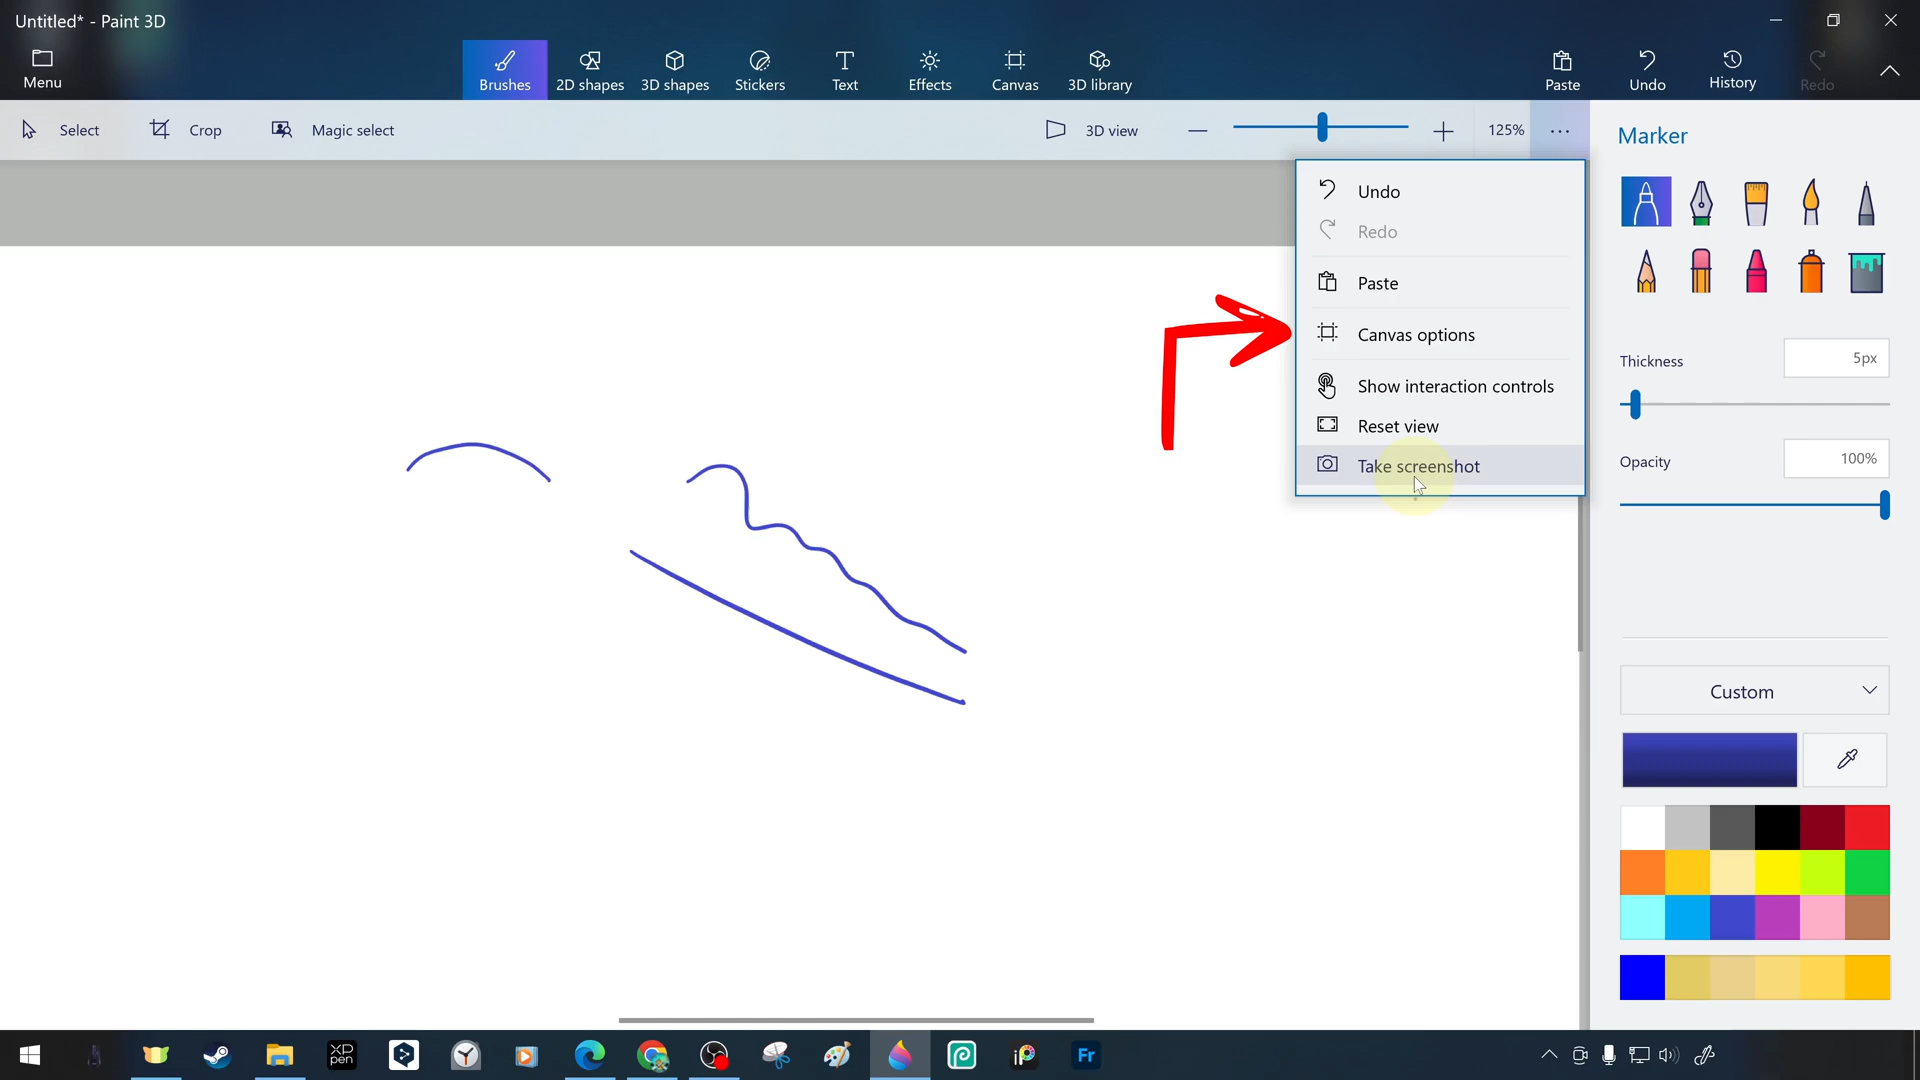 Untitled* - Paint 3D
Menu
Brushes
2D shapes
3D shapes
Stickers
Text
Effects
Canvas
3D library
Paste
Undo
History
Redo
Select
Crop
Magic select
3D view
125%
Marker
Undo
Redo
Paste
Canvas options
Show interaction controls
Reset view
Take screenshot
Thickness
5px
Opacity
100%
Custom
XP
pen
iP
Fr